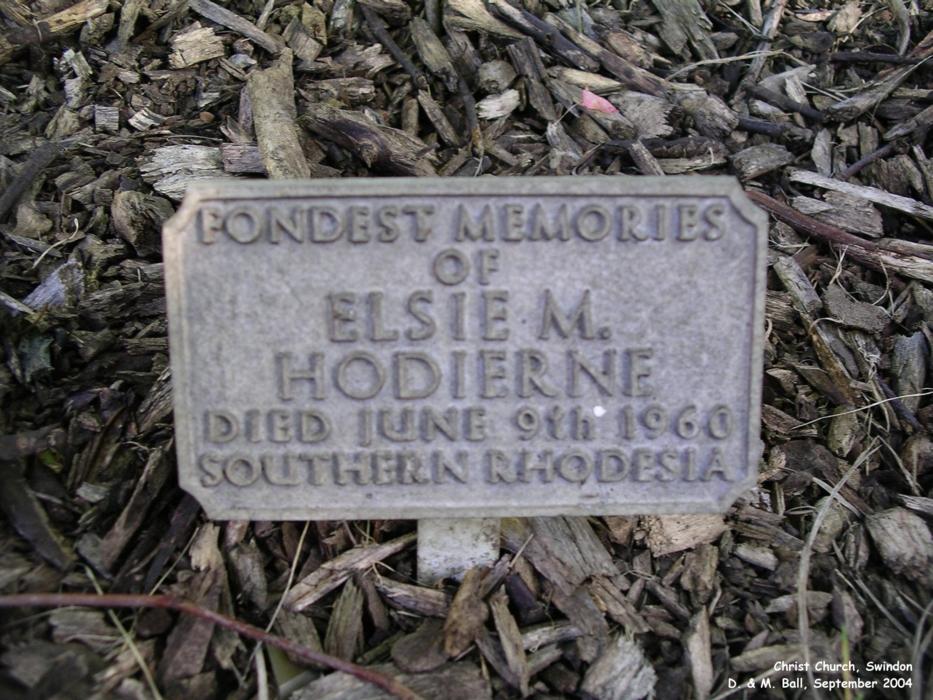 FONDEST MEMORIES
OF
ELSIE M.
HODIERNE
DIED JUNE 9th 1960
SOUTHERN RHODESIA
Christ Church, Swindon
D. & M. Ball, September 2004